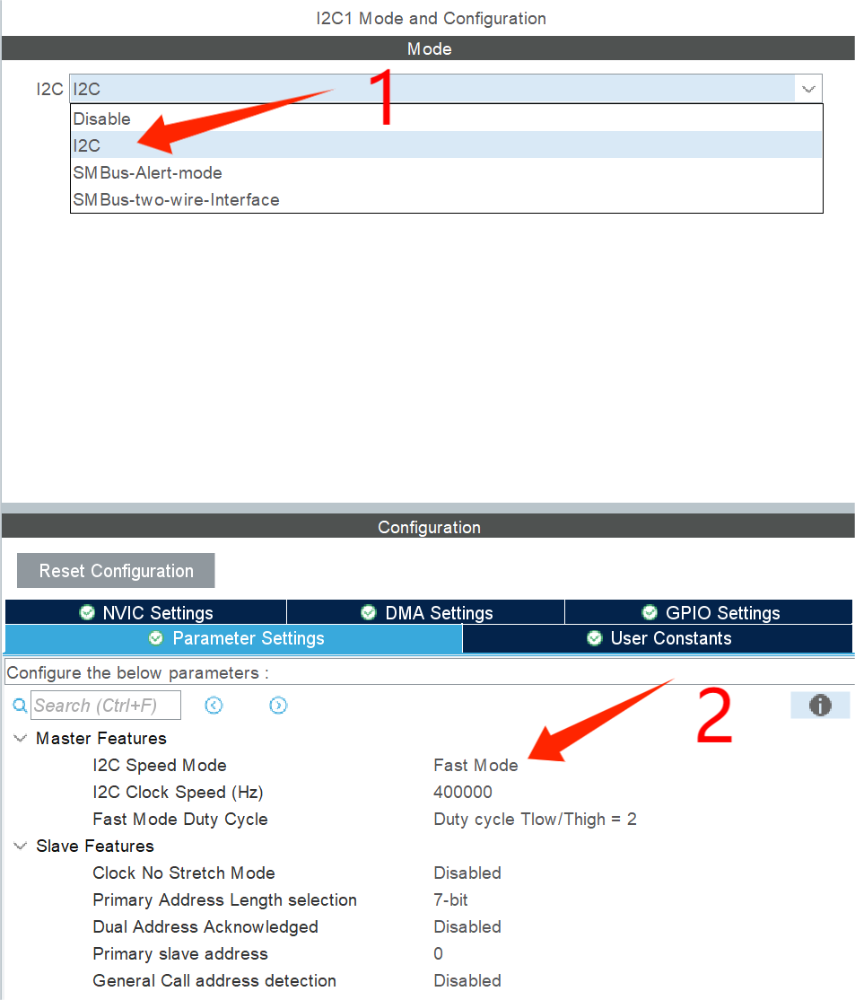 I2C1 Mode and Configuration
Mode
I2C I2C
1
Disable
I2C
SMBus-Alert-mode
SMBus-two-wire-Interface
Configuration
Reset Configuration
NVIC Settings DMA Settings GPIO Settings
Parameter Settings User Constants
Configure the below parameters :
Search (Ctrl+F)
2
Master Features
I2C Speed Mode Fast Mode
I2C Clock Speed (Hz) 400000
Fast Mode Duty Cycle Duty cycle Tlow/Thigh = 2
Slave Features
Clock No Stretch Mode Disabled
Primary Address Length selection 7-bit
Dual Address Acknowledged Disabled
Primary slave address 0
General Call address detection Disabled